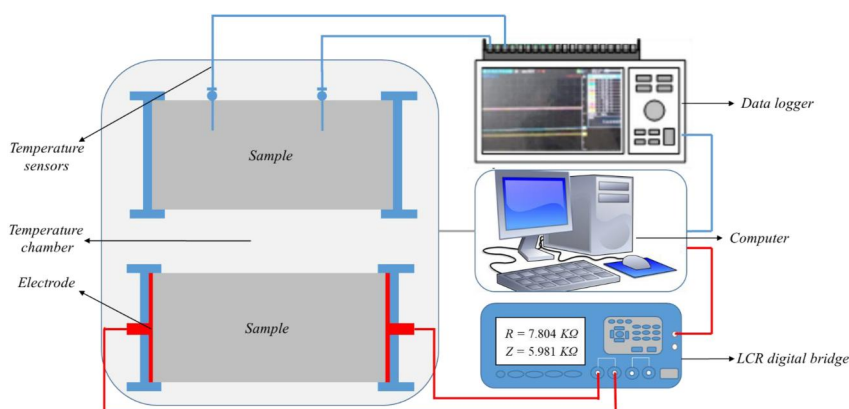 Data logger
Temperature
sensors
Sample
Temperature
chamber
Computer
Electrode
Sample
R = 7.804 KΩ
Z = 5.981 KΩ
LCR digital bridge